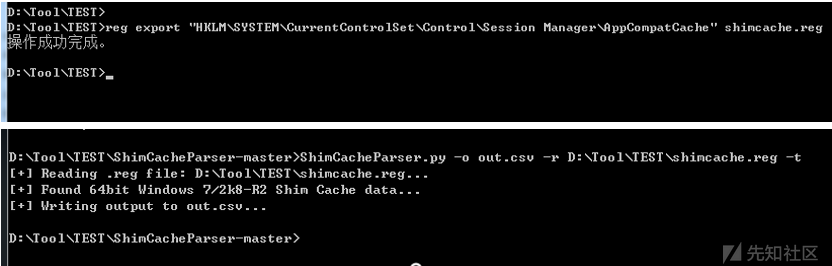 D:\Tool\TEST>
D:\Tool\TEST>reg export "HKLM\SYSTEM\CurrentControlSet\Control\Session Manager\AppCompatCache" shimcache.reg
操作成功完成。
D:\Tool\TEST>_
D:\Tool\TEST\ShimCacheParser-master>ShimCacheParser.py -o out.csv -r D:\Tool\TEST\shimcache.reg -t
[+] Reading .reg file: D:\Tool\TEST\shimcache.reg...
[+] Found 64bit Windows 7/2k8-R2 Shim Cache data...
[+] Writing output to out.csv...
D:\Tool\TEST\ShimCacheParser-master>
先知社区